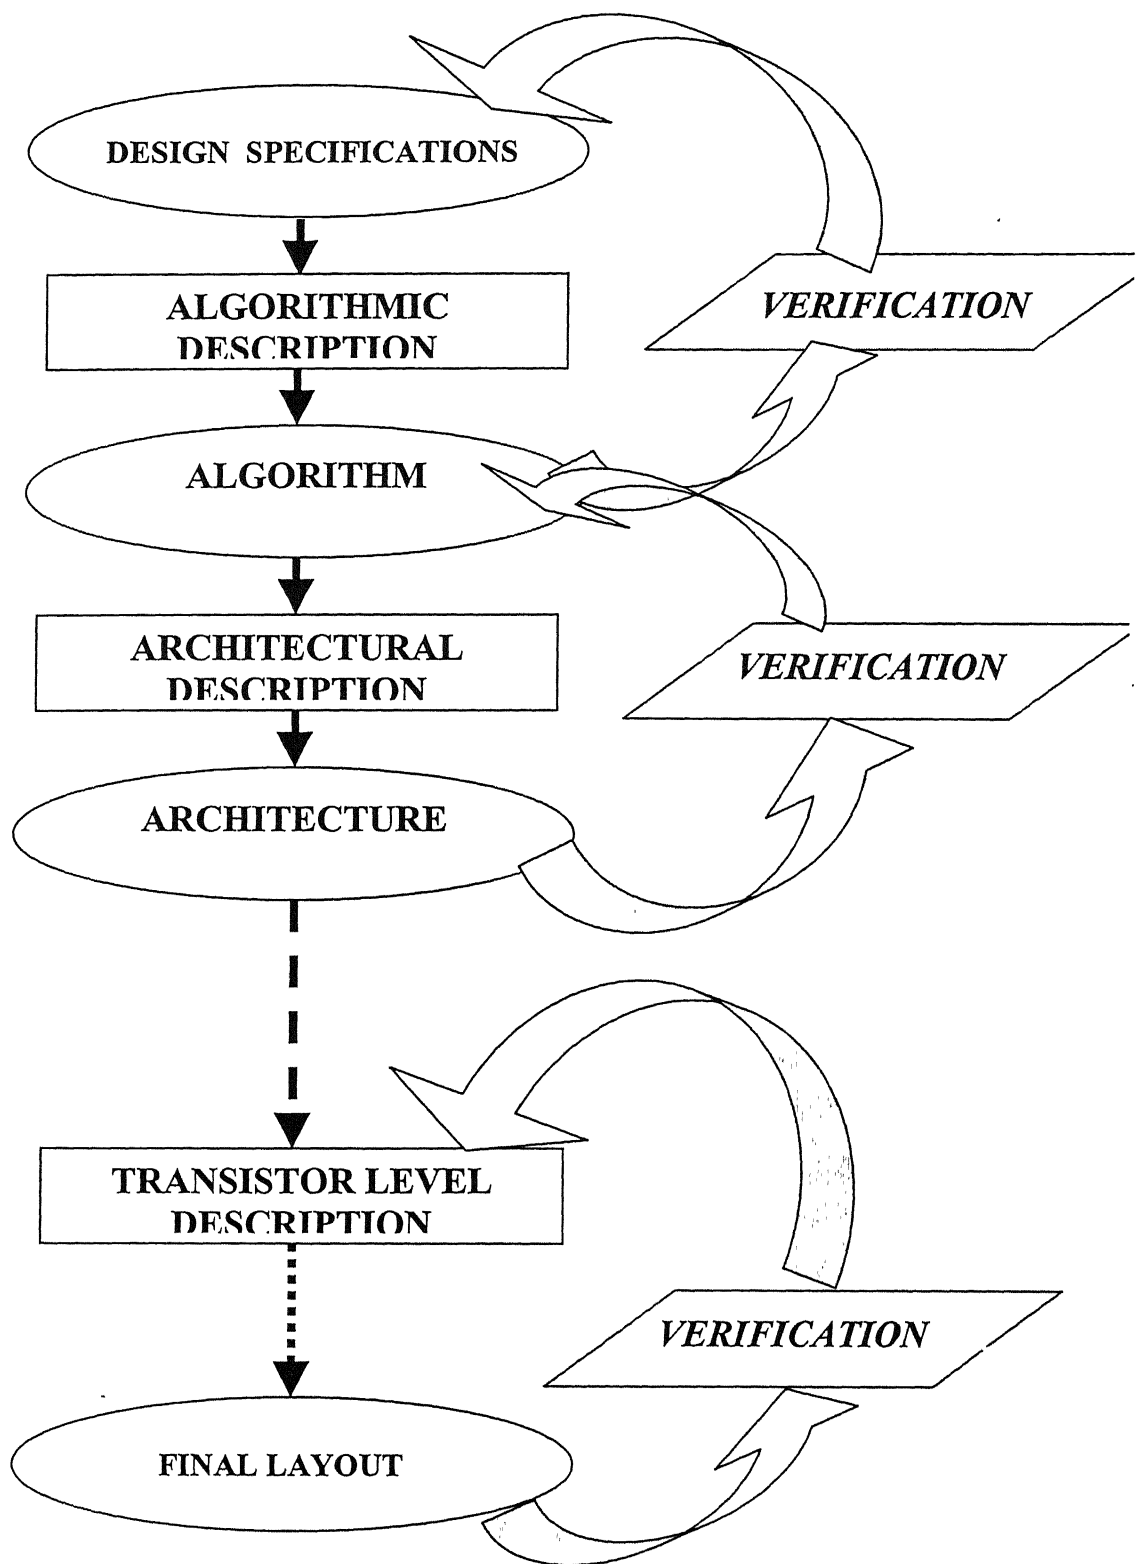 DESIGN SPECIFICATIONS
ALGORITHMIC
DESCRIPTION
VERIFICATION
ALGORITHM
ARCHITECTURAL
DESCRIPTION
VERIFICATION
ARCHITECTURE
TRANSISTOR LEVEL
DESCRIPTION
VERIFICATION
FINAL LAYOUT